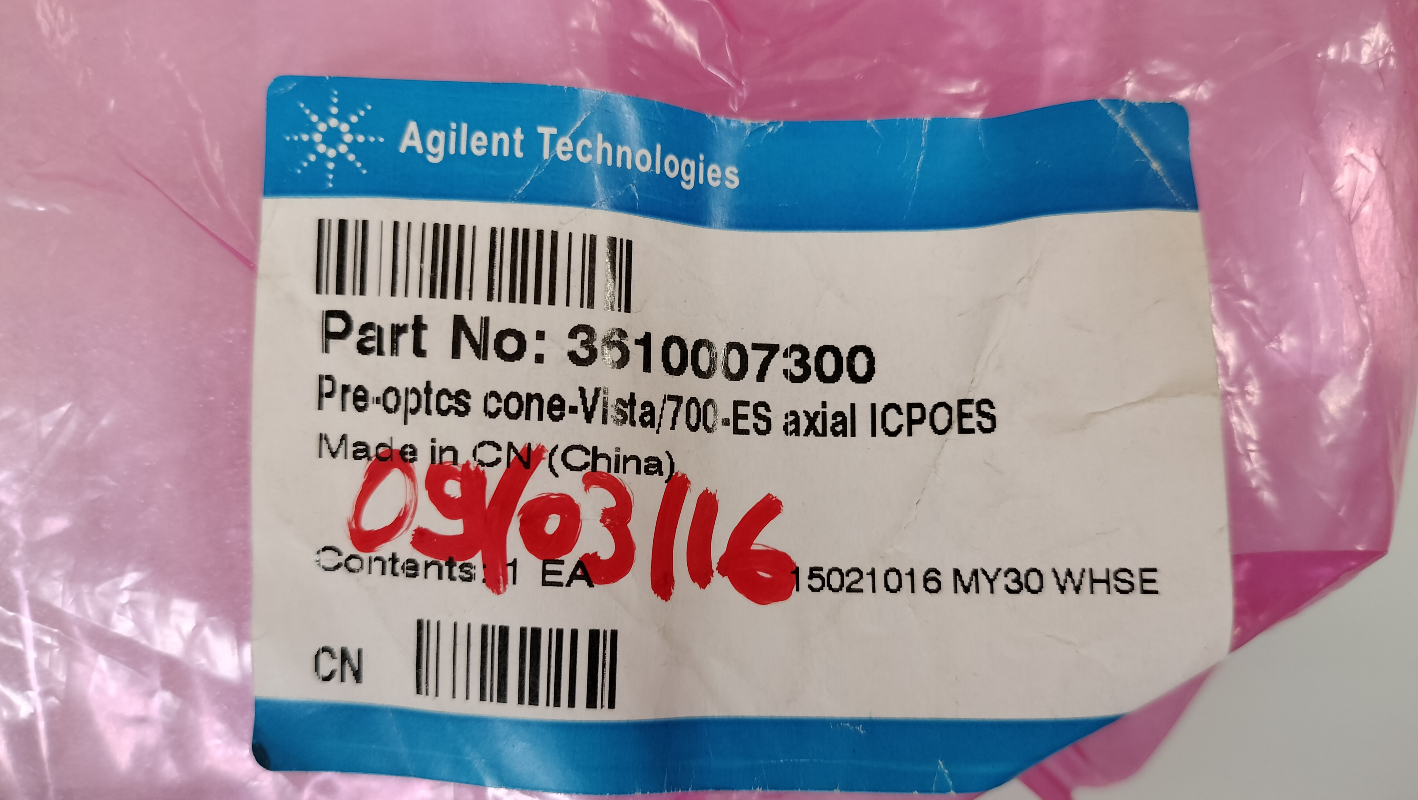 Agilent Technologies
Part No: 3610007300
Pre-optcs cone-Vista/700-ES axial ICPOES
Made in CN (China)
09/03/16
Contents: 1 EA
15021016 MY30 WHSE
CN